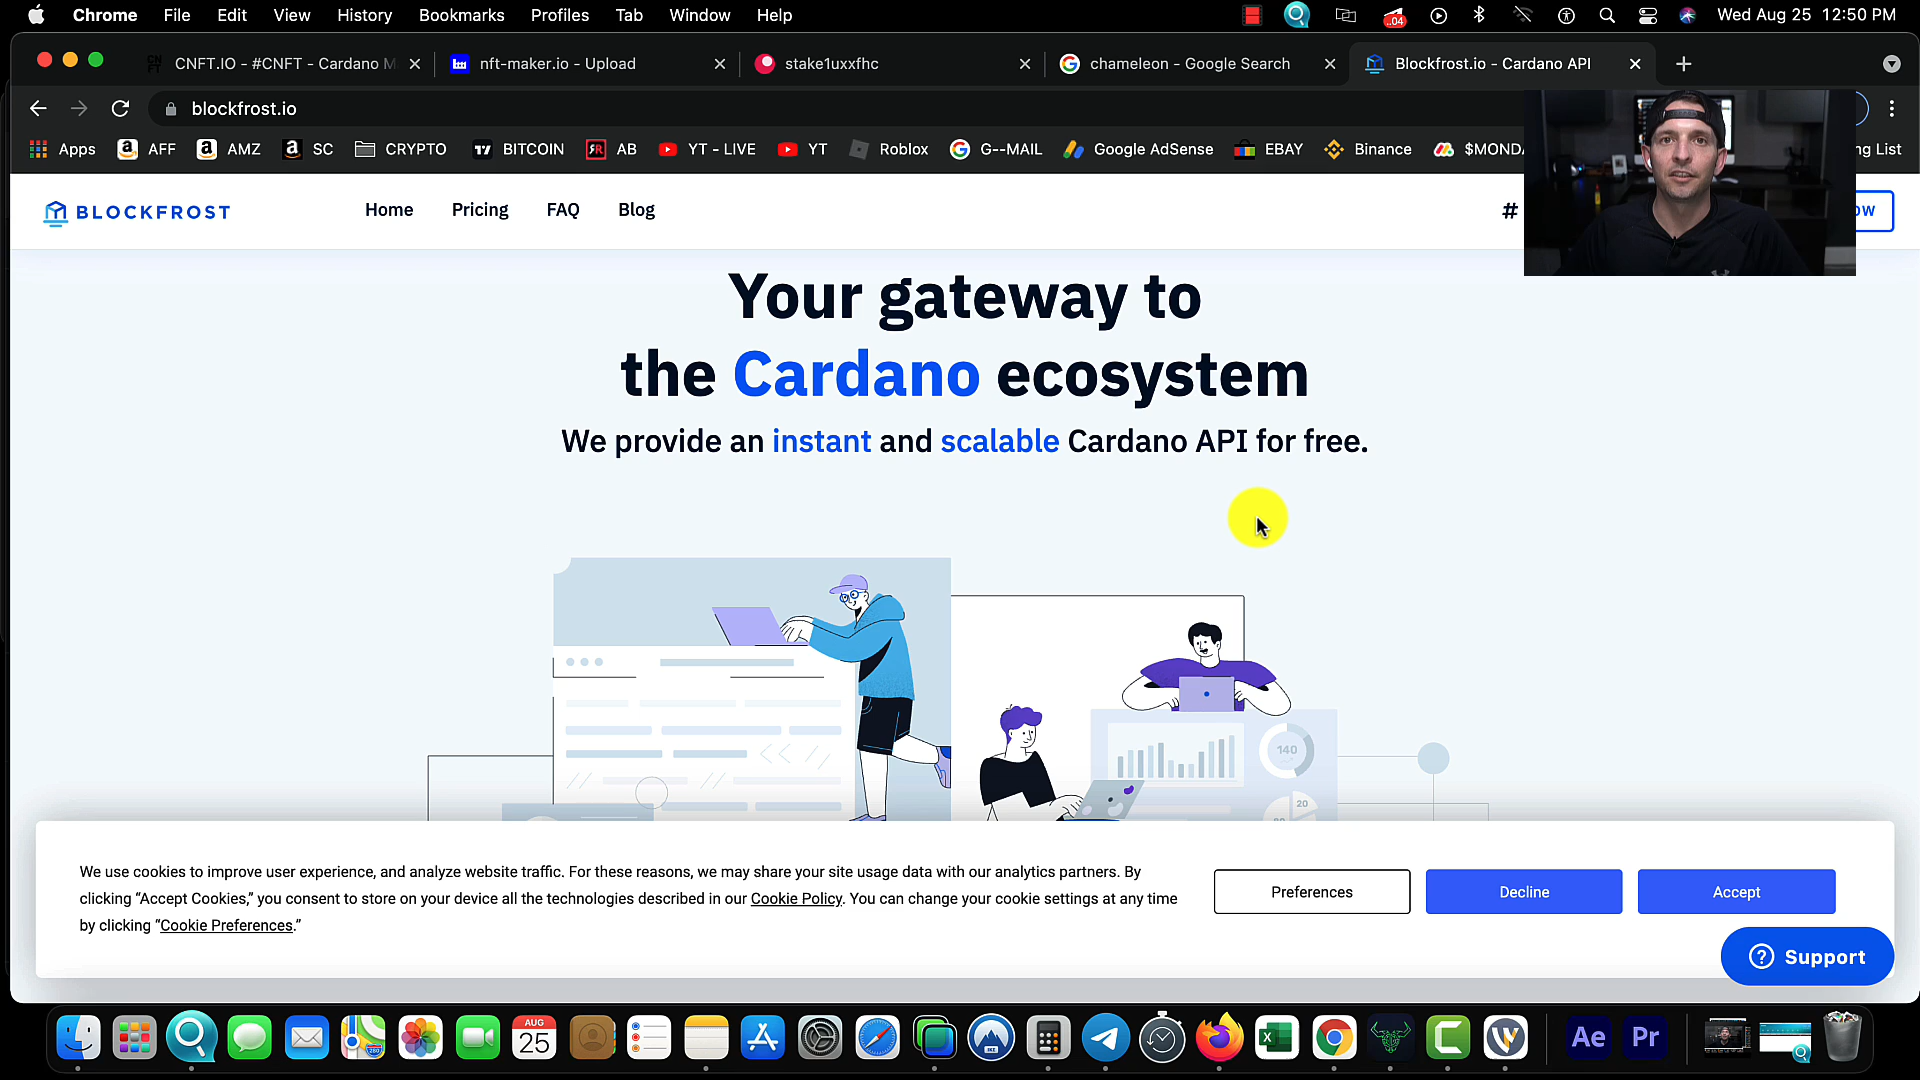 Chrome File Edit View History Bookmarks Profiles Tab Window Help .04 Wed Aug 25 12:50 PM
CNFT.IO - #CNFT - Cardano M nft-maker.io - Upload stake1uxxfhc chameleon - Google Search Blockfrost.io - Cardano API
blockfrost.io
Apps AFF AMZ SC CRYPTO BITCOIN AB YT - LIVE YT Roblox G--MAIL Google AdSense EBAY Binance $MONDA ng List
BLOCKFROST Home Pricing FAQ Blog # ow
Your gateway to
the Cardano ecosystem
We provide an instant and scalable Cardano API for free.
140
20
We use cookies to improve user experience, and analyze website traffic. For these reasons, we may share your site usage data with our analytics partners. By
clicking “Accept Cookies,” you consent to store on your device all the technologies described in our Cookie Policy. You can change your cookie settings at any time
by clicking “Cookie Preferences.”
Preferences Decline Accept
? Support
AUG
25
280
Ae Pr